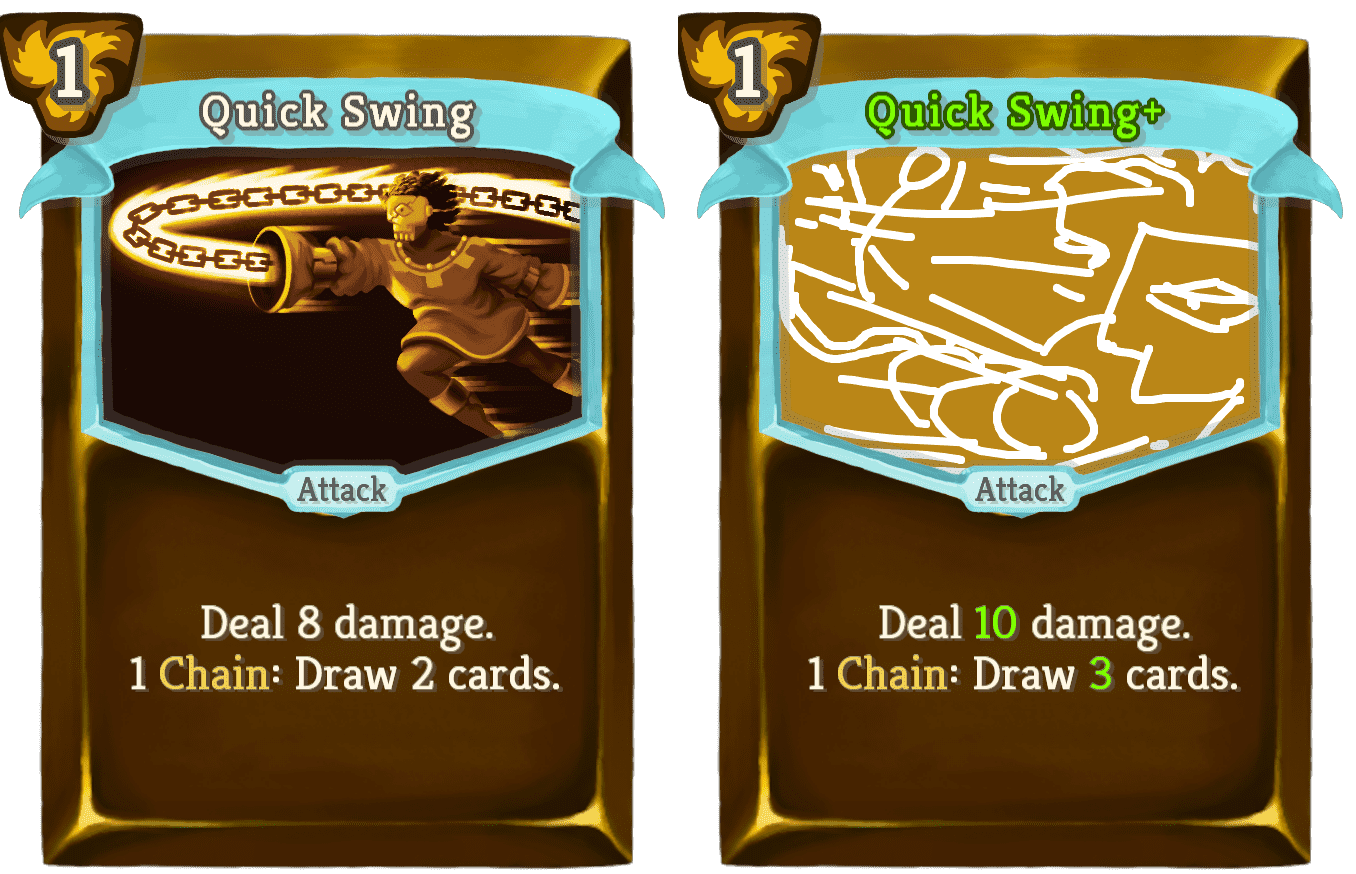 1
Quick Swing
Attack
Deal 8 damage.
1 Chain: Draw 2 cards.
1
Quick Swing+
Attack
Deal 10 damage.
1 Chain: Draw 3 cards.